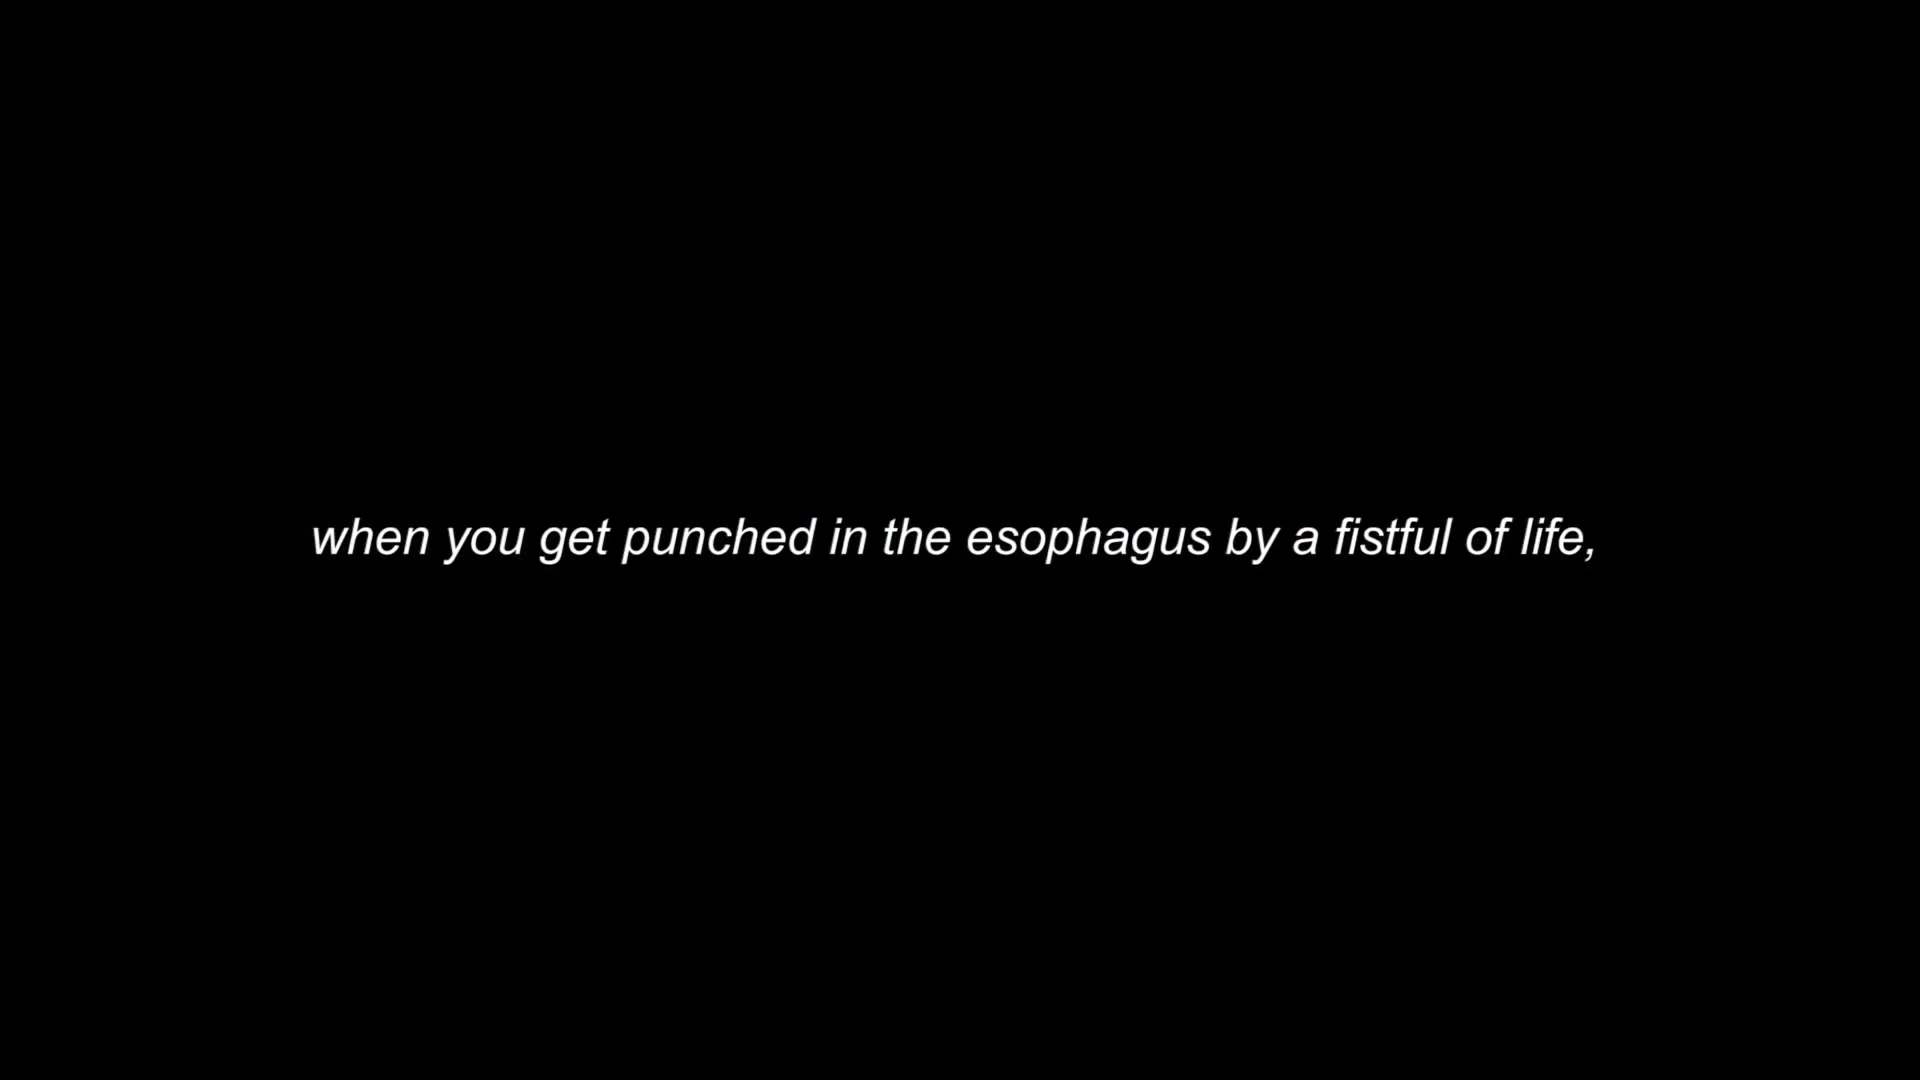 when you get punched in the esophagus by a fistful of life,